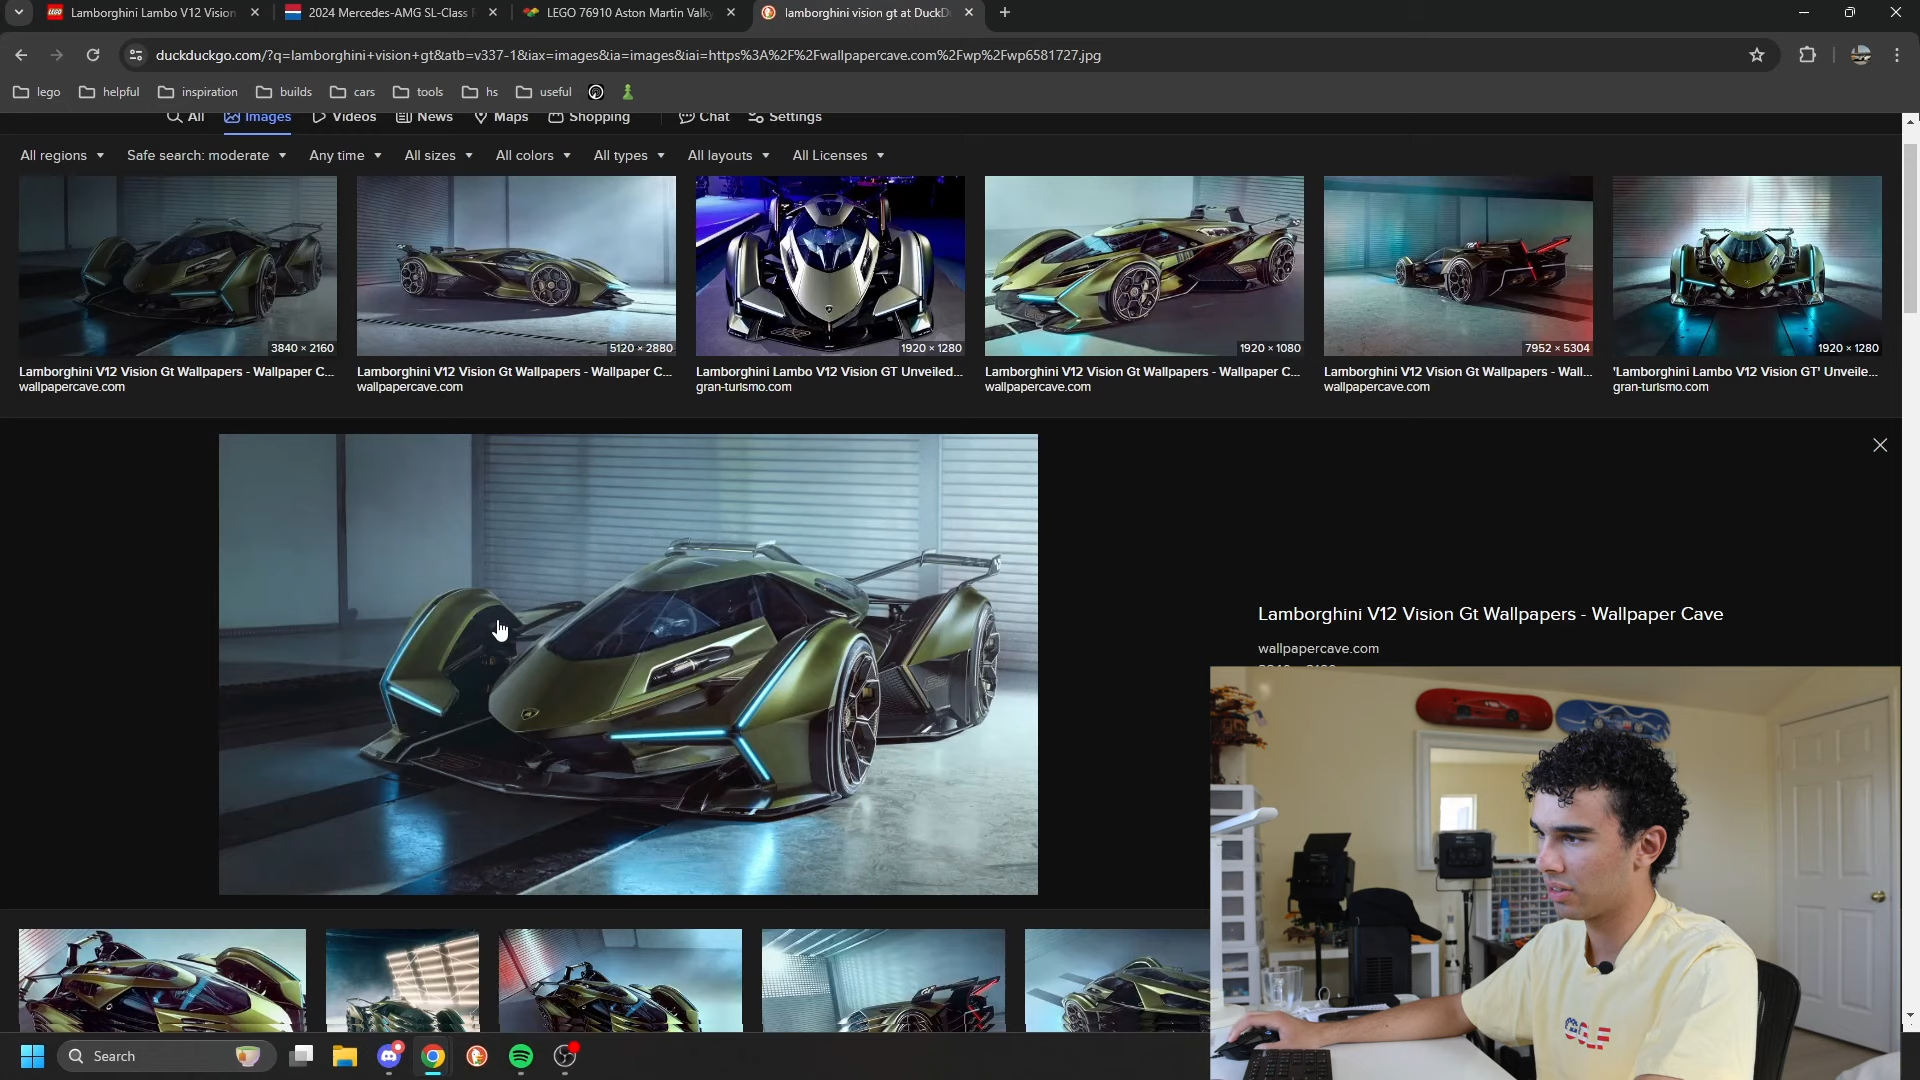 Lamborghini Lambo V12 Vision
2024 Mercedes-AMG SL-Class
LEGO 76910 Aston Martin Valky
lamborghini vision gt at DuckD
duckduckgo.com/?q=lamborghini+vision+gt&atb=v337-1&iax=images&ia=images&iai=https%3A%2F%2Fwallpapercave.com%2Fwp%2Fwp6581727.jpg
lego
helpful
inspiration
builds
cars
tools
hs
useful
All
Images
Videos
News
Maps
Shopping
Chat
Settings
All regions
Safe search: moderate
Any time
All sizes
All colors
All types
All layouts
All Licenses
3840 × 2160
5120 × 2880
1920 × 1280
1920 × 1080
7952 × 5304
1920 × 1280
Lamborghini V12 Vision Gt Wallpapers - Wallpaper C...
wallpapercave.com
Lamborghini V12 Vision Gt Wallpapers - Wallpaper C...
wallpapercave.com
Lamborghini Lambo V12 Vision GT Unveiled...
gran-turismo.com
Lamborghini V12 Vision Gt Wallpapers - Wallpaper C...
wallpapercave.com
Lamborghini V12 Vision Gt Wallpapers - Wall...
wallpapercave.com
'Lamborghini Lambo V12 Vision GT' Unveile...
gran-turismo.com
Lamborghini V12 Vision Gt Wallpapers - Wallpaper Cave
wallpapercave.com
GOLF
Search